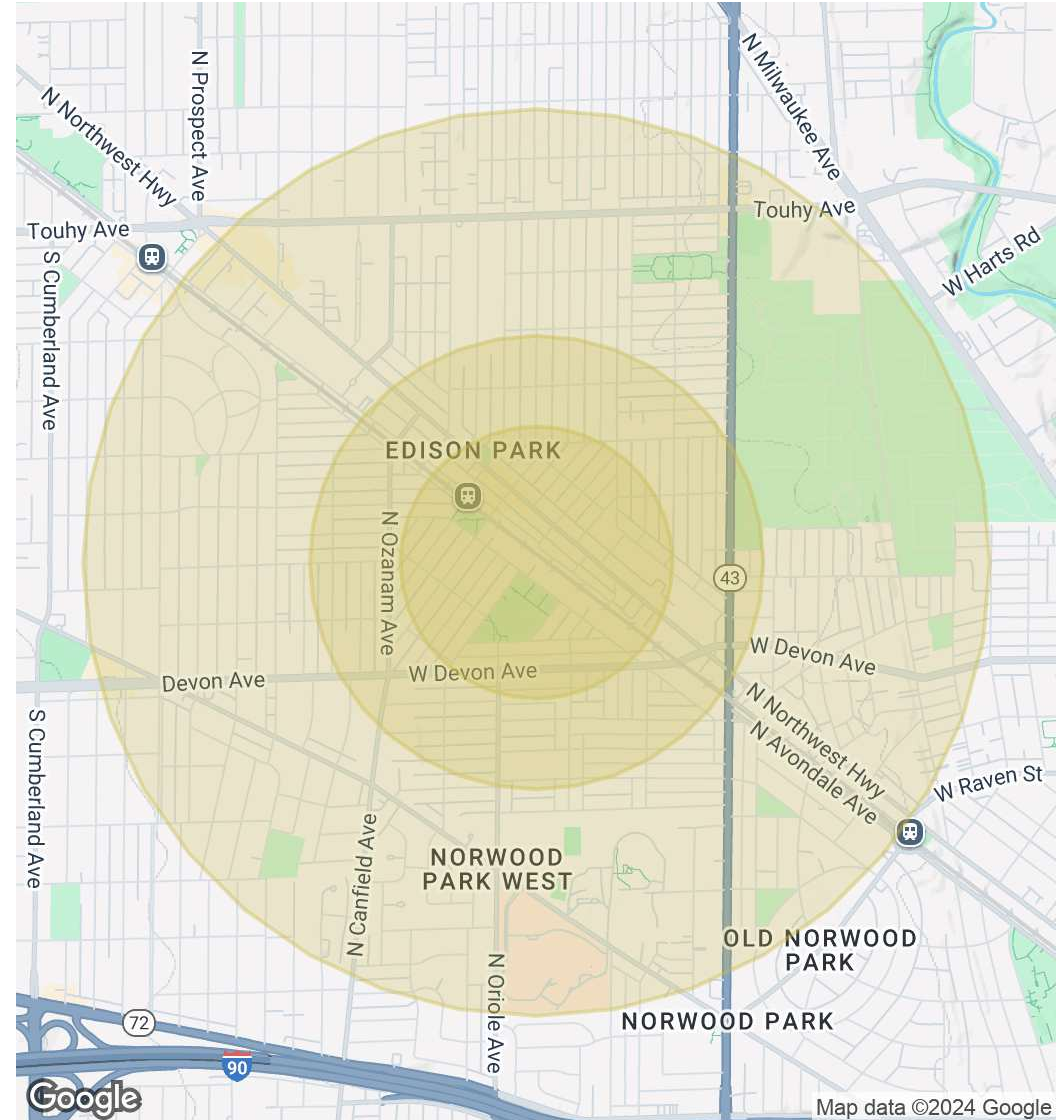 N Prospect Ave
N Milwaukee Ave
N Northwest Hwy
Touhy Ave
Touhy Ave
W Harts Rd
S Cumberland Ave
EDISON PARK
N Ozanam Ave
43
W Devon Ave
W Devon Ave
Devon Ave
N Northwest Hwy
N Avondale Ave
S Cumberland Ave
W Raven St
N Canfield Ave
NORWOOD
PARK WEST
OLD NORWOOD
PARK
N Oriole Ave
NORWOOD PARK
72
90
Google
Map data ©2024 Google